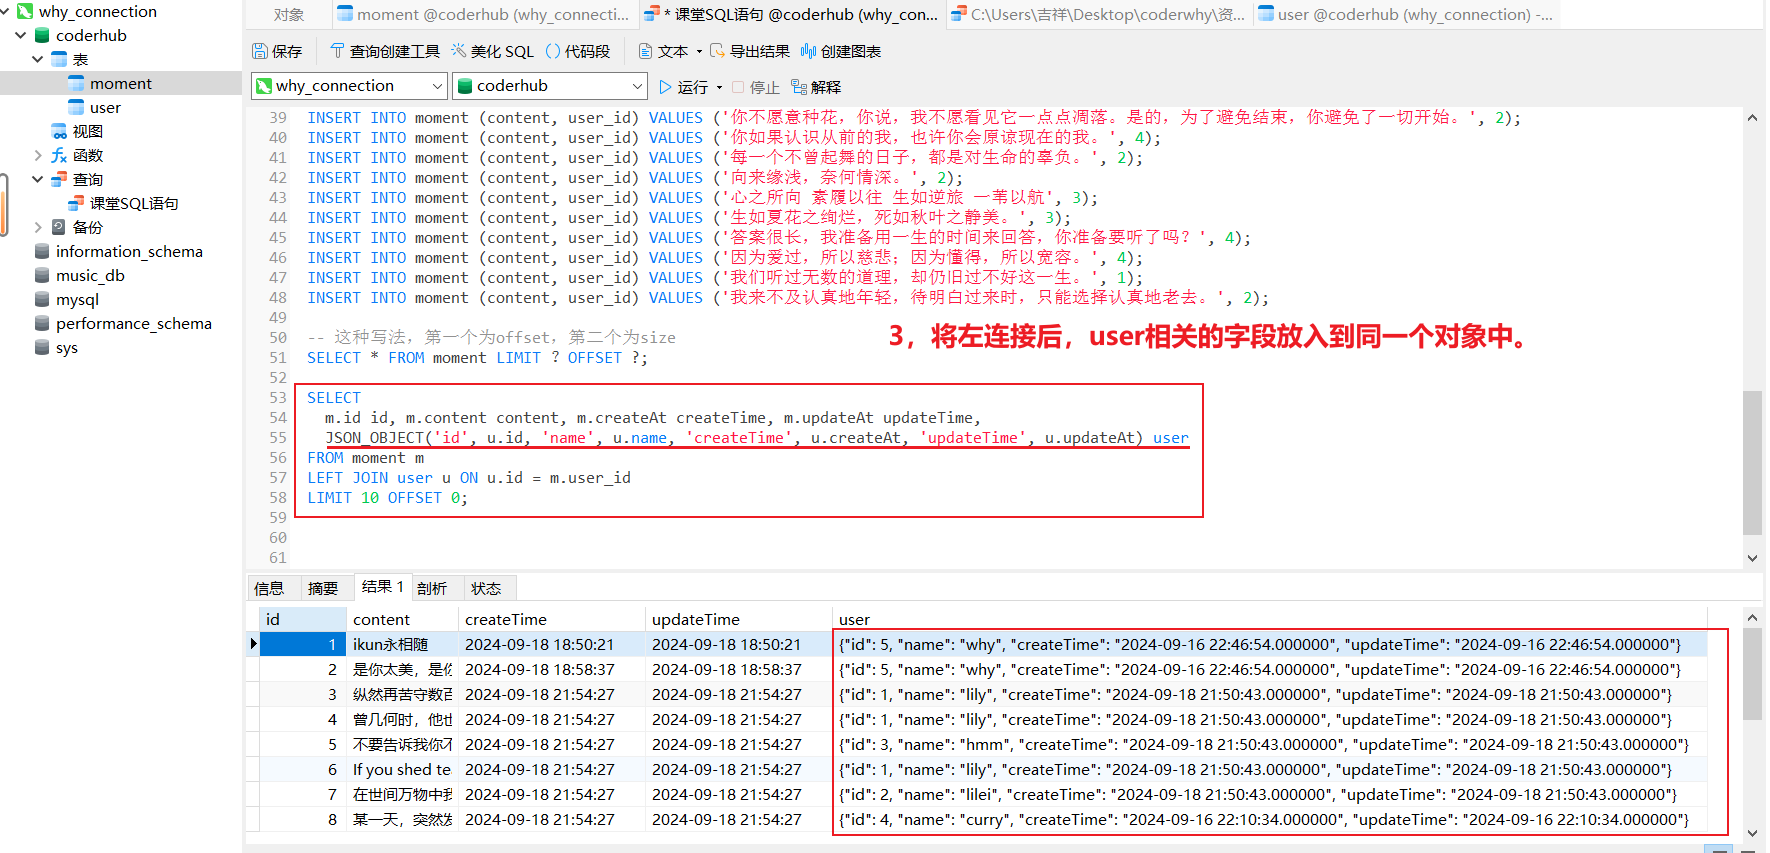 why_connection
coderhub
表
moment
user
视图
函数
查询
课堂SQL语句
备份
information_schema
music_db
mysql
performance_schema
sys
对象
moment @coderhub (why_connecti...
* 课堂SQL语句 @coderhub (why_con...
C:\Users\吉祥\Desktop\coderwhy\资...
user @coderhub (why_connection) -...
保存
查询创建工具
美化 SQL
() 代码段
文本
导出结果
创建图表
why_connection
coderhub
运行
停止
解释
39 INSERT INTO moment (content, user_id) VALUES ('你不愿意种花，你说，我不愿看见它一点点凋落。是的，为了避免结束，你避免了一切开始。', 2);
40 INSERT INTO moment (content, user_id) VALUES ('你如果认识从前的我，也许你会原谅现在的我。', 4);
41 INSERT INTO moment (content, user_id) VALUES ('每一个不曾起舞的日子，都是对生命的辜负。', 2);
42 INSERT INTO moment (content, user_id) VALUES ('向来缘浅，奈何情深。', 2);
43 INSERT INTO moment (content, user_id) VALUES ('心之所向 素履以往 生如逆旅 一苇以航', 3);
44 INSERT INTO moment (content, user_id) VALUES ('生如夏花之绚烂，死如秋叶之静美。', 3);
45 INSERT INTO moment (content, user_id) VALUES ('答案很长，我准备用一生的时间来回答，你准备要听了吗？', 4);
46 INSERT INTO moment (content, user_id) VALUES ('因为爱过，所以慈悲；因为懂得，所以宽容。', 4);
47 INSERT INTO moment (content, user_id) VALUES ('我们听过无数的道理，却仍旧过不好这一生。', 1);
48 INSERT INTO moment (content, user_id) VALUES ('我来不及认真地年轻，待明白过来时，只能选择认真地老去。', 2);
49
50 -- 这种写法，第一个为offset，第二个为size
3，将左连接后，user相关的字段放入到同一个对象中。
51 SELECT * FROM moment LIMIT ? OFFSET ?;
52
53 SELECT
54 m.id id, m.content content, m.createAt createTime, m.updateAt updateTime,
55 JSON_OBJECT('id', u.id, 'name', u.name, 'createTime', u.createAt, 'updateTime', u.updateAt) user
56 FROM moment m
57 LEFT JOIN user u ON u.id = m.user_id
58 LIMIT 10 OFFSET 0;
59
60
61
信息 摘要 结果 1 剖析 状态
id content createTime updateTime user
1 ikun永相随 2024-09-18 18:50:21 2024-09-18 18:50:21 {"id": 5, "name": "why", "createTime": "2024-09-16 22:46:54.000000", "updateTime": "2024-09-16 22:46:54.000000"}
2 是你太美，是你 2024-09-18 18:58:37 2024-09-18 18:58:37 {"id": 5, "name": "why", "createTime": "2024-09-16 22:46:54.000000", "updateTime": "2024-09-16 22:46:54.000000"}
3 纵然再苦守数百 2024-09-18 21:54:27 2024-09-18 21:54:27 {"id": 1, "name": "lily", "createTime": "2024-09-18 21:50:43.000000", "updateTime": "2024-09-18 21:50:43.000000"}
4 曾几何时，他也 2024-09-18 21:54:27 2024-09-18 21:54:27 {"id": 1, "name": "lily", "createTime": "2024-09-18 21:50:43.000000", "updateTime": "2024-09-18 21:50:43.000000"}
5 不要告诉我你不 2024-09-18 21:54:27 2024-09-18 21:54:27 {"id": 3, "name": "hmm", "createTime": "2024-09-18 21:50:43.000000", "updateTime": "2024-09-18 21:50:43.000000"}
6 If you shed te 2024-09-18 21:54:27 2024-09-18 21:54:27 {"id": 1, "name": "lily", "createTime": "2024-09-18 21:50:43.000000", "updateTime": "2024-09-18 21:50:43.000000"}
7 在世间万物中我 2024-09-18 21:54:27 2024-09-18 21:54:27 {"id": 2, "name": "lilei", "createTime": "2024-09-18 21:50:43.000000", "updateTime": "2024-09-18 21:50:43.000000"}
8 某一天，突然发 2024-09-18 21:54:27 2024-09-18 21:54:27 {"id": 4, "name": "curry", "createTime": "2024-09-16 22:10:34.000000", "updateTime": "2024-09-16 22:10:34.000000"}